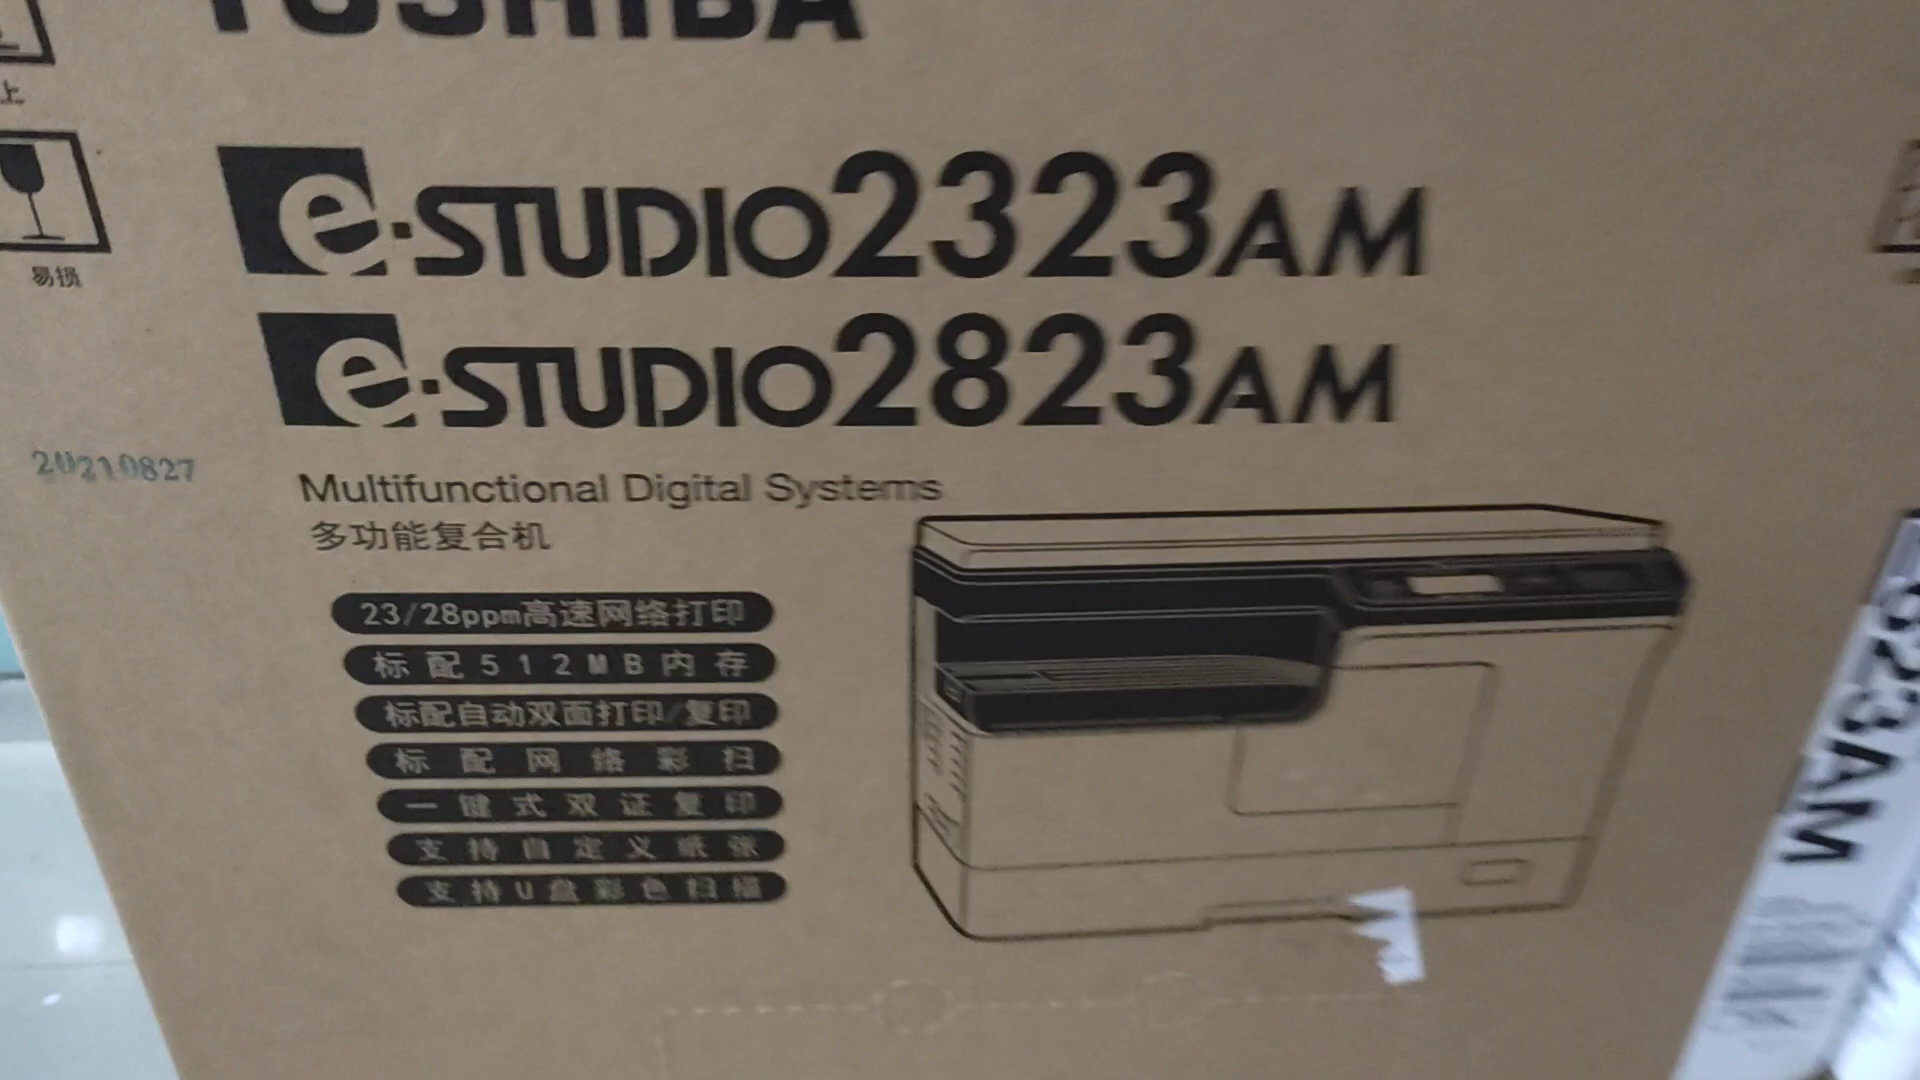 TOSHIBA
上
e-STUDIO2323AM
易损
e-STUDIO2823AM
20210827
Multifunctional Digital Systems
多功能复合机
23/28ppm高速网络打印
标配512MB内存
标配自动双面打印/复印
标配网络彩扫
一键式双证复印
支持自定义纸张
支持U盘彩色扫描
823AM